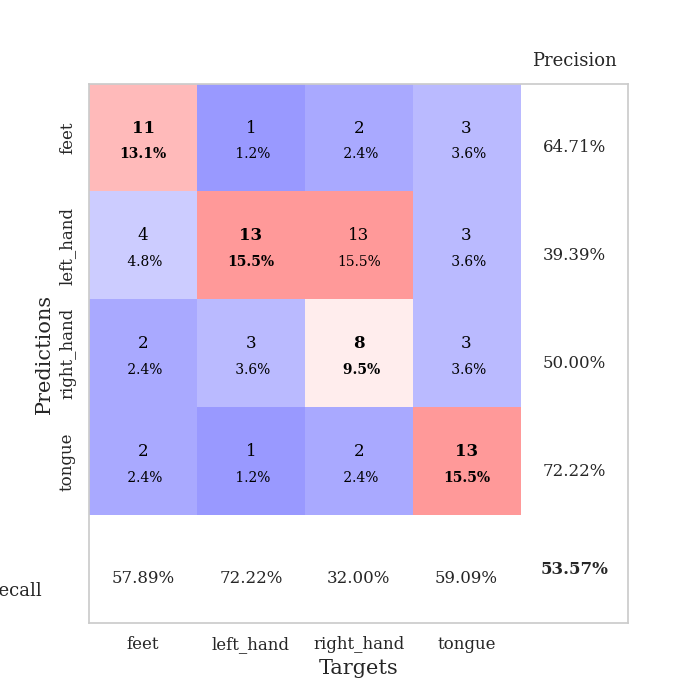 Precision
feet 11 1 2 3 64.71%
13.1% 1.2% 2.4% 3.6%
left_hand 4 13 13 3 39.39%
4.8% 15.5% 15.5% 3.6%
right_hand 2 3 8 3 50.00%
2.4% 3.6% 9.5% 3.6%
tongue 2 1 2 13 72.22%
2.4% 1.2% 2.4% 15.5%
Predictions
ecall 57.89% 72.22% 32.00% 59.09% 53.57%
feet left_hand right_hand tongue
Targets